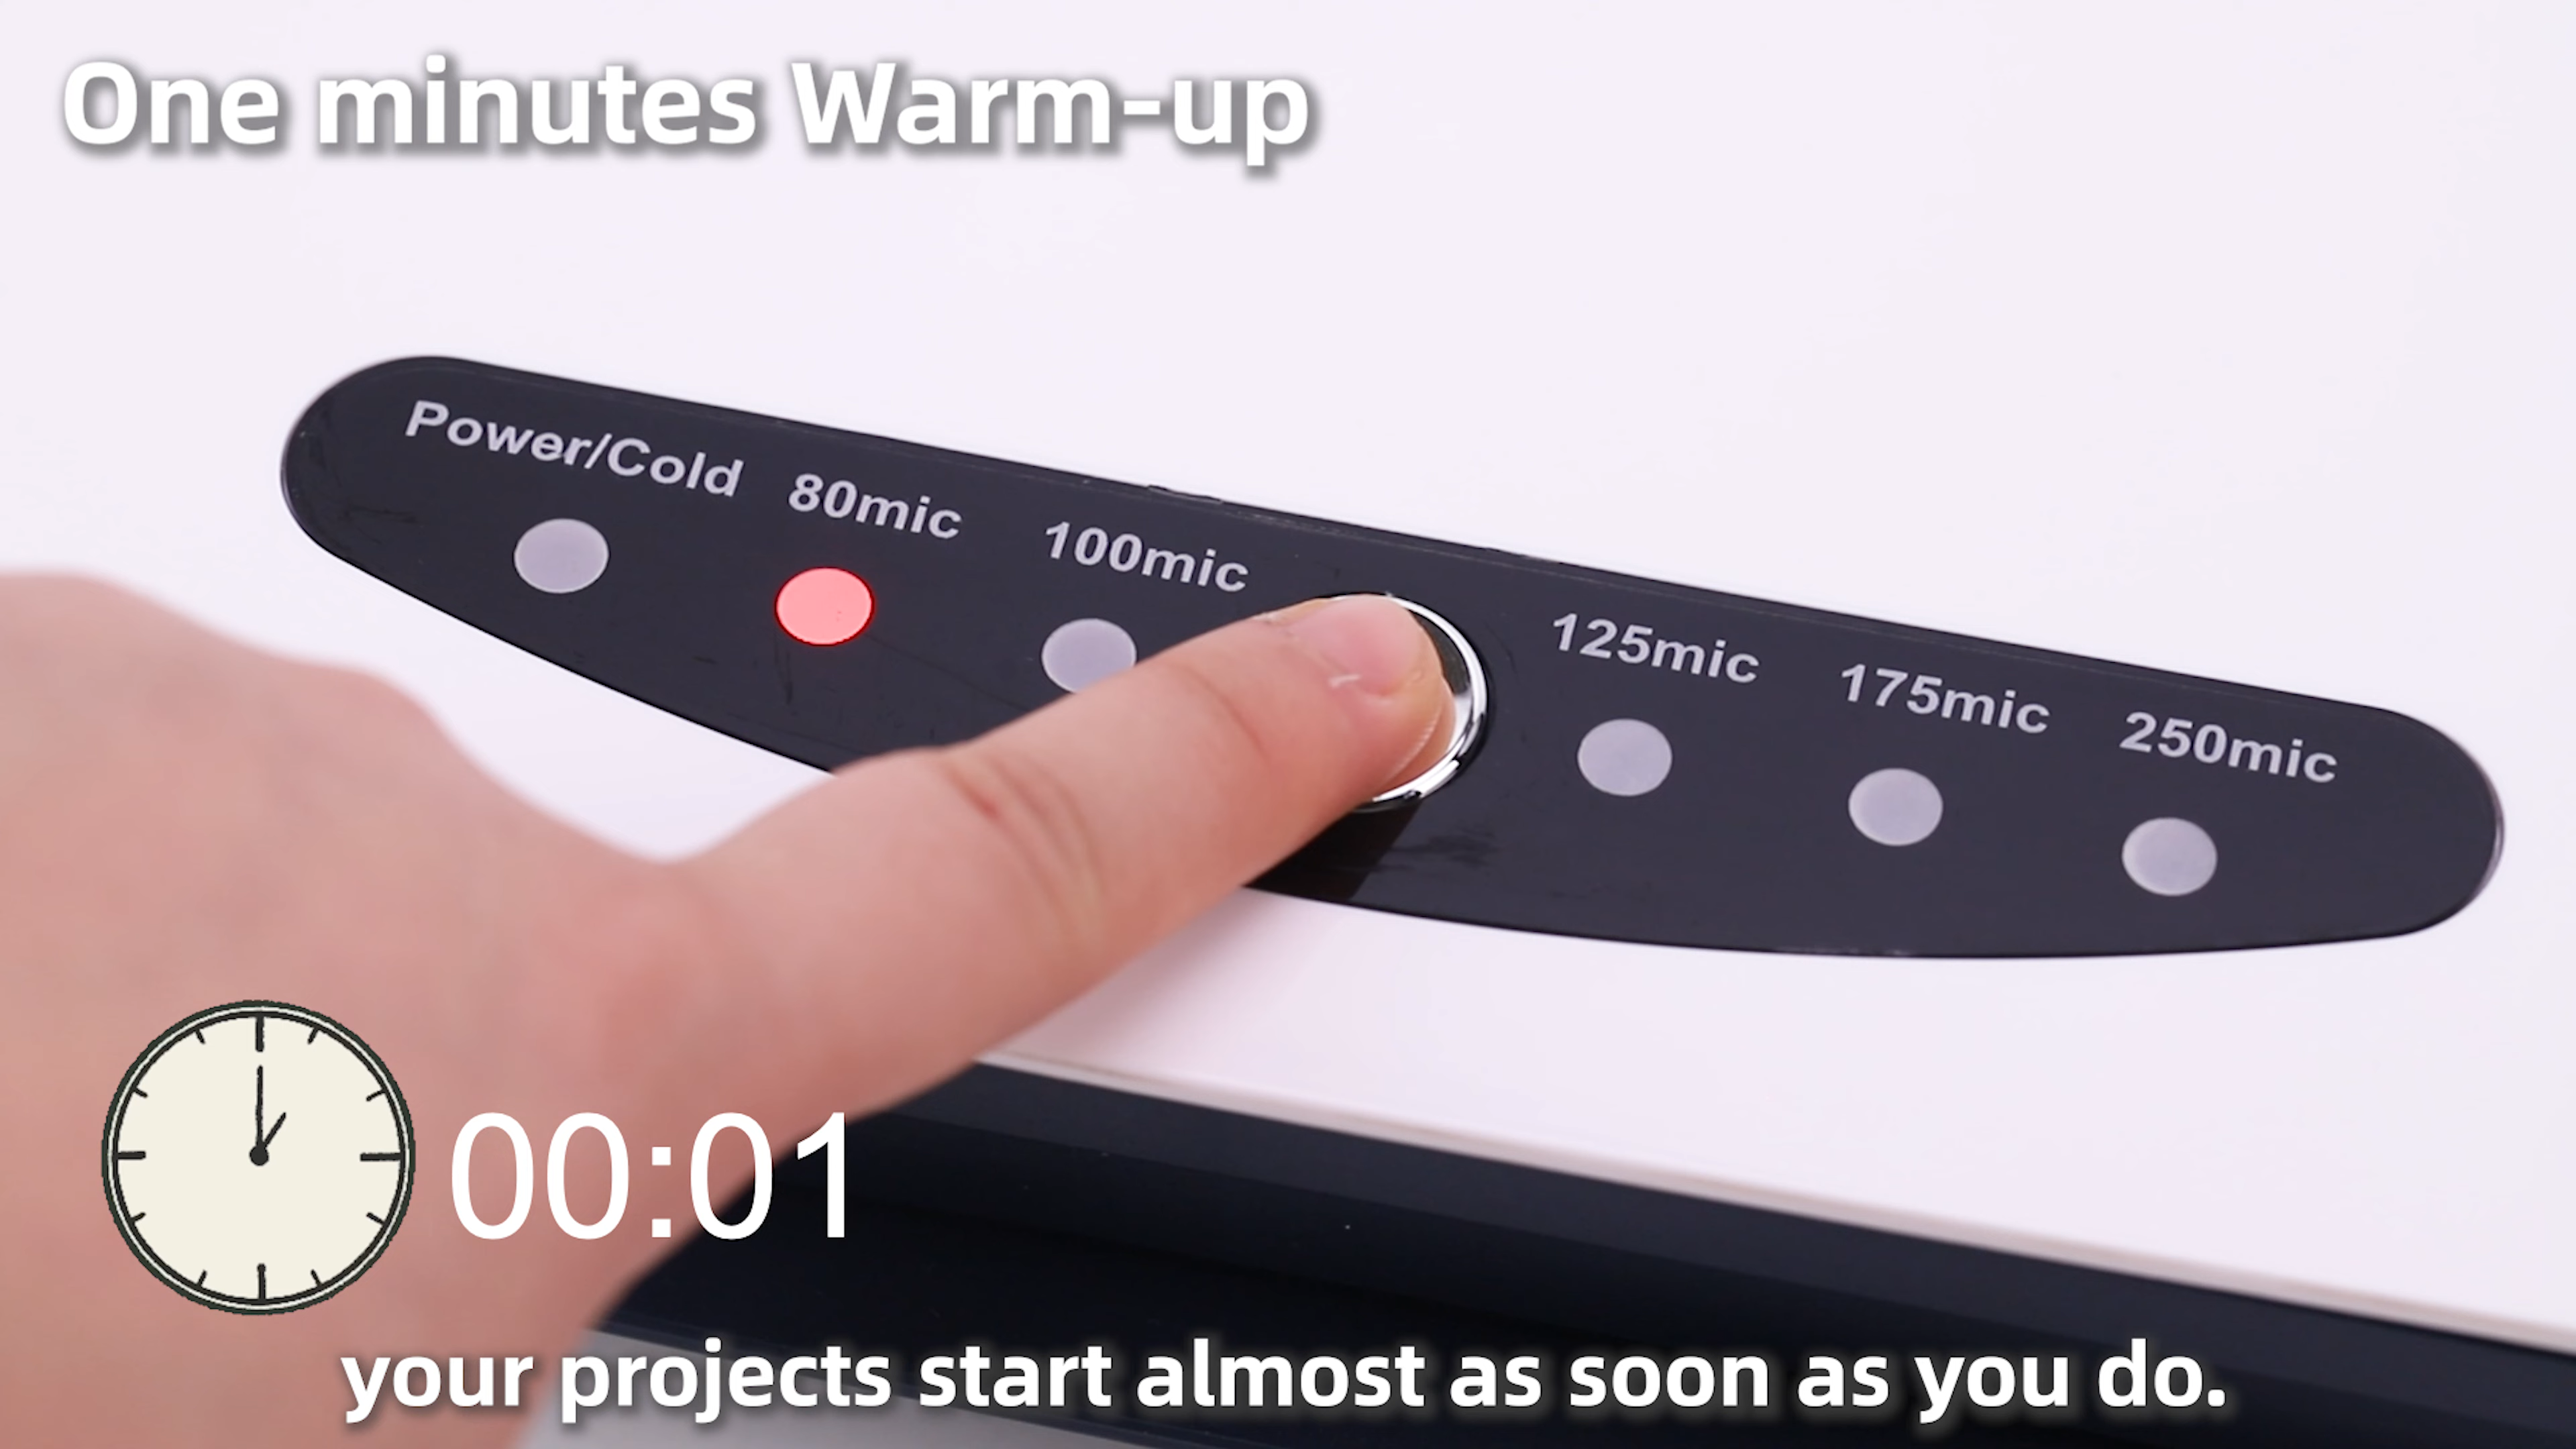 One minutes Warm-up
Power/Cold
80mic
100mic
125mic
175mic
250mic
00:01
your projects start almost as soon as you do.